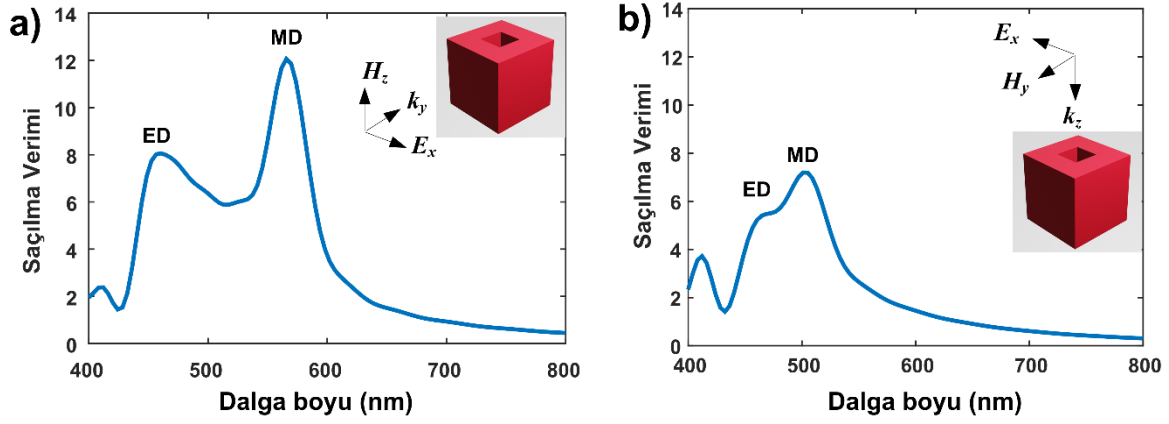 a)
14
12
10
8
6
4
2
0
Saçılma Verimi
ED
MD
Hz
ky
Ex
400 500 600 700 800
Dalga boyu (nm)
b)
14
12
10
8
6
4
2
0
Saçılma Verimi
ED
MD
Ex
Hy
kz
400 500 600 700 800
Dalga boyu (nm)